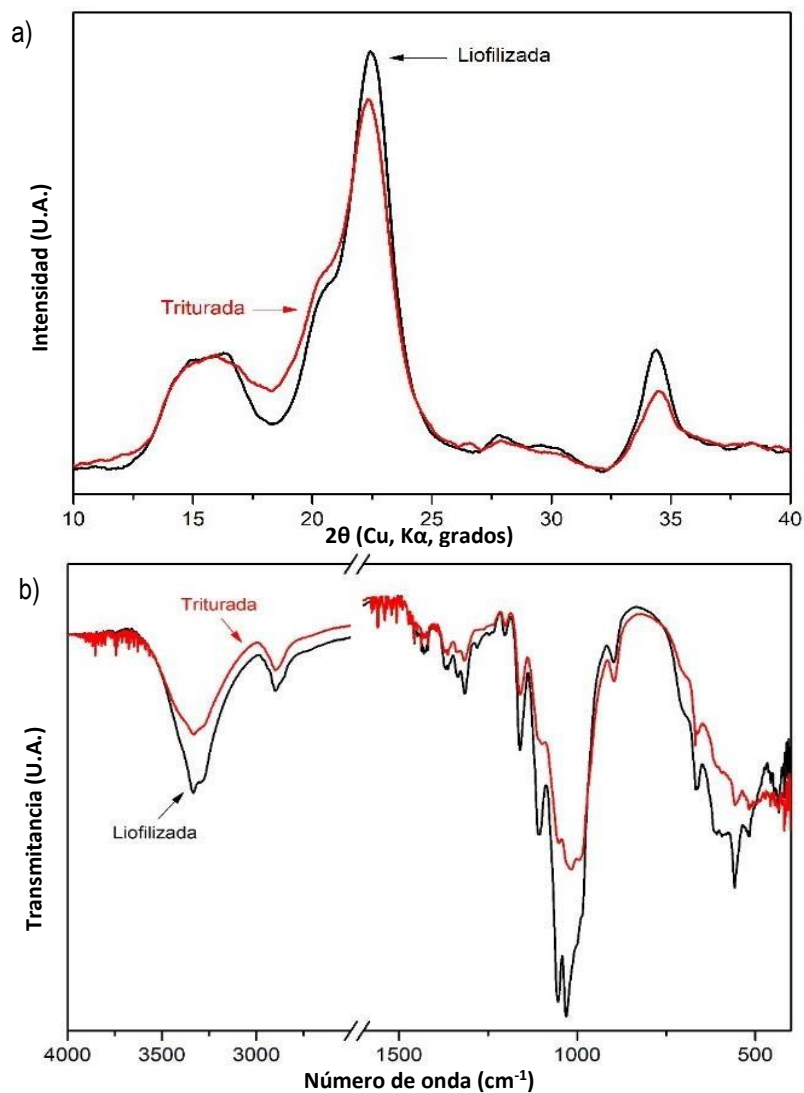 a)
Liofilizada
Triturada
Intensidad (U.A.)
10 15 20 25 30 35 40
2θ (Cu, Kα, grados)
b)
Triturada
Liofilizada
Transmitancia (U.A.)
4000 3500 3000 1500 1000 500
Número de onda (cm⁻¹)